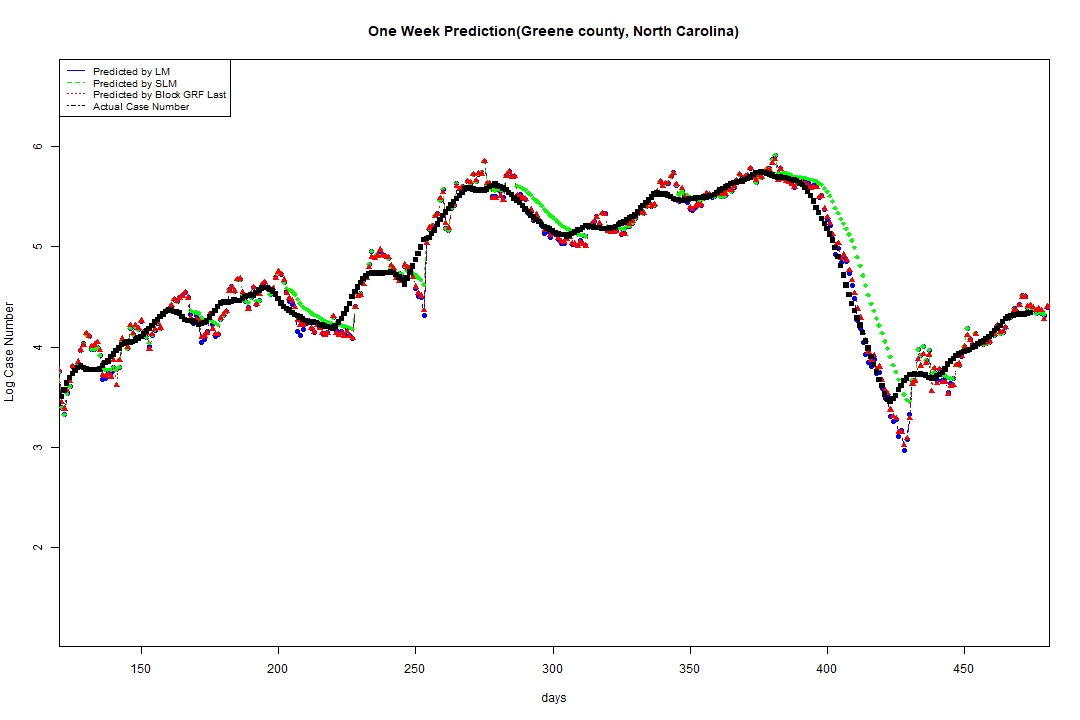 One Week Prediction(Greene county, North Carolina)
Predicted by LM
Predicted by SLM
Predicted by Block GRF Last
Actual Case Number
Log Case Number
6
5
4
3
2
150 200 250 300 350 400 450
days